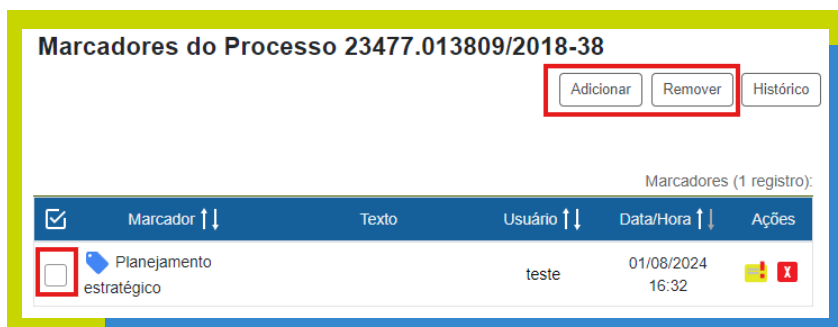 Marcadores do Processo 23477.013809/2018-38
Adicionar Remover Histórico
Marcadores (1 registro):
Marcador Texto Usuário Data/Hora Ações
Planejamento estratégico teste 01/08/2024 16:32